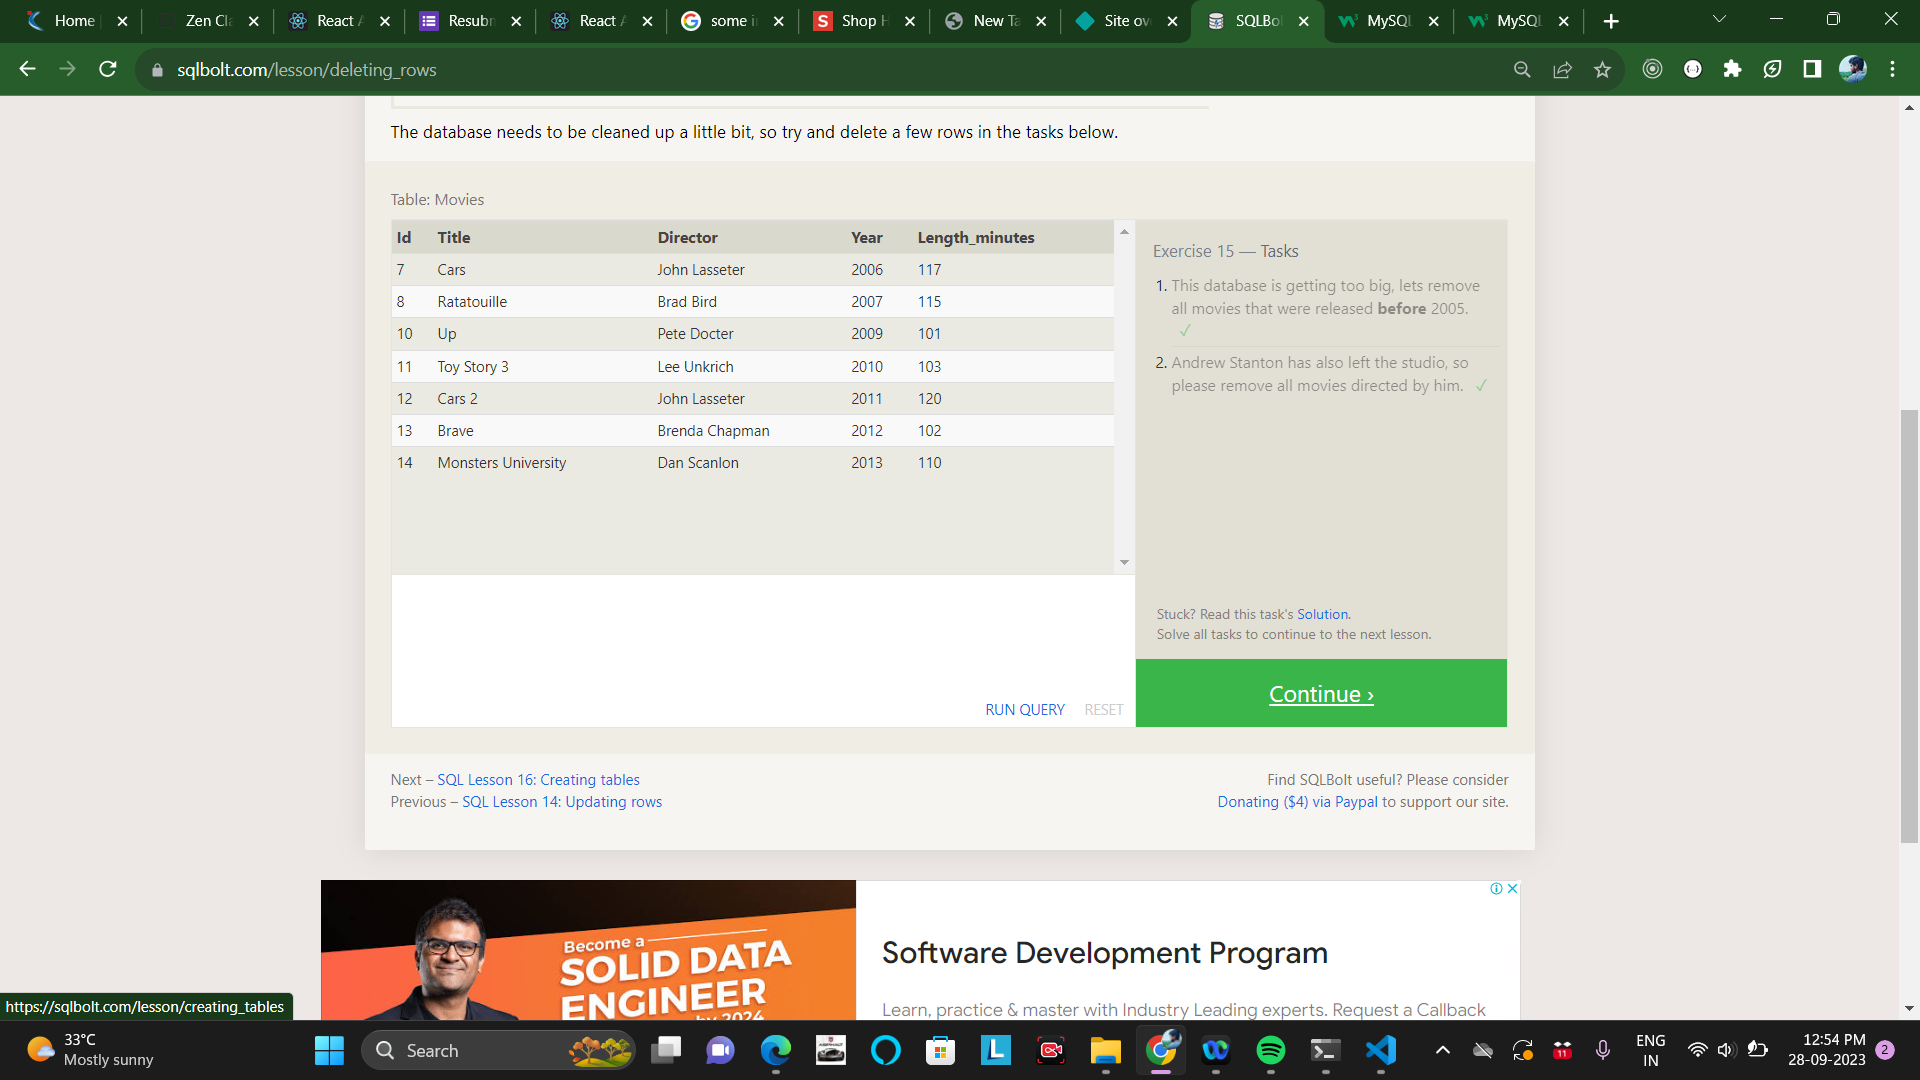 Home
Zen Cla
React A
Resubm
React A
some i
Shop H
New Ta
Site ov
SQLBol
MySQL
MySQL
sqlbolt.com/lesson/deleting_rows
The database needs to be cleaned up a little bit, so try and delete a few rows in the tasks below.
Table: Movies
Id Title Director Year Length_minutes
7 Cars John Lasseter 2006 117
8 Ratatouille Brad Bird 2007 115
10 Up Pete Docter 2009 101
11 Toy Story 3 Lee Unkrich 2010 103
12 Cars 2 John Lasseter 2011 120
13 Brave Brenda Chapman 2012 102
14 Monsters University Dan Scanlon 2013 110
RUN QUERY RESET
Exercise 15 — Tasks
1. This database is getting too big, lets remove
all movies that were released before 2005.
✓
2. Andrew Stanton has also left the studio, so
please remove all movies directed by him. ✓
Stuck? Read this task's Solution.
Solve all tasks to continue to the next lesson.
Continue ›
Next – SQL Lesson 16: Creating tables
Previous – SQL Lesson 14: Updating rows
Find SQLBolt useful? Please consider
Donating ($4) via Paypal to support our site.
Become a
SOLID DATA
ENGINEER
by 2024
Software Development Program
Learn, practice & master with Industry Leading experts. Request a Callback
https://sqlbolt.com/lesson/creating_tables
33°C
Mostly sunny
Search
11
ENG
IN
12:54 PM
28-09-2023
2